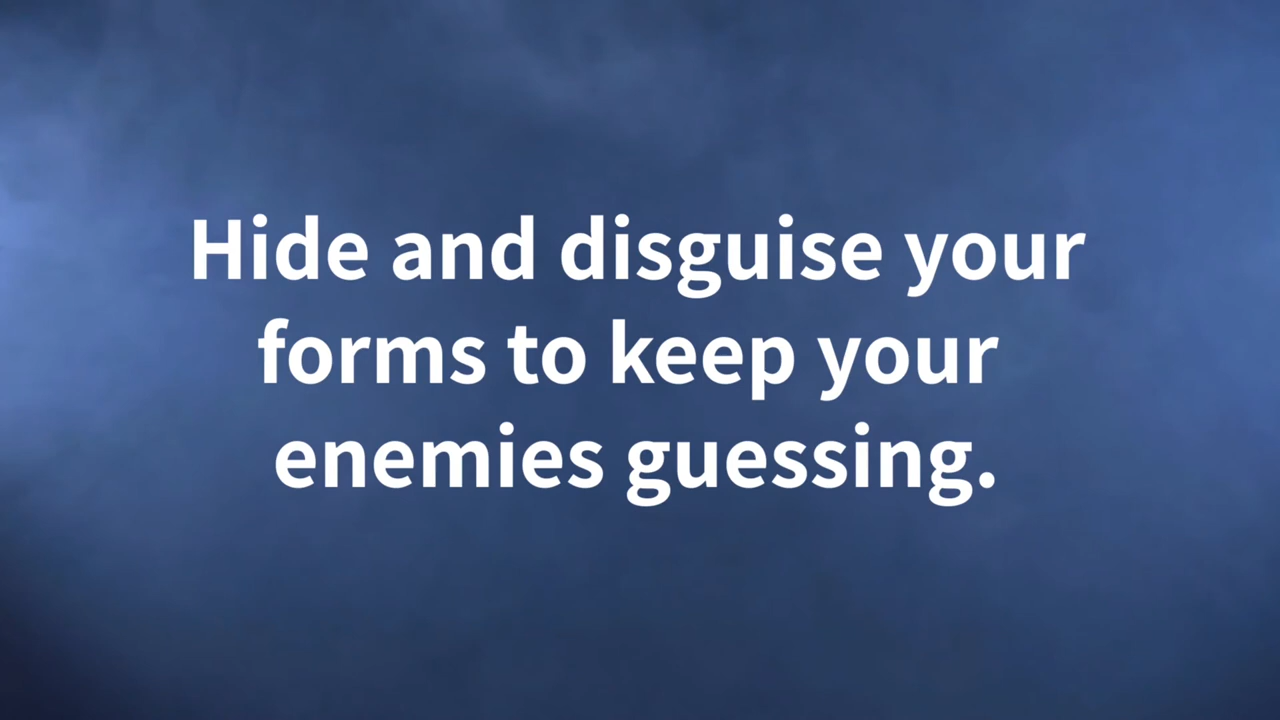 Hide and disguise your
forms to keep your
enemies guessing.